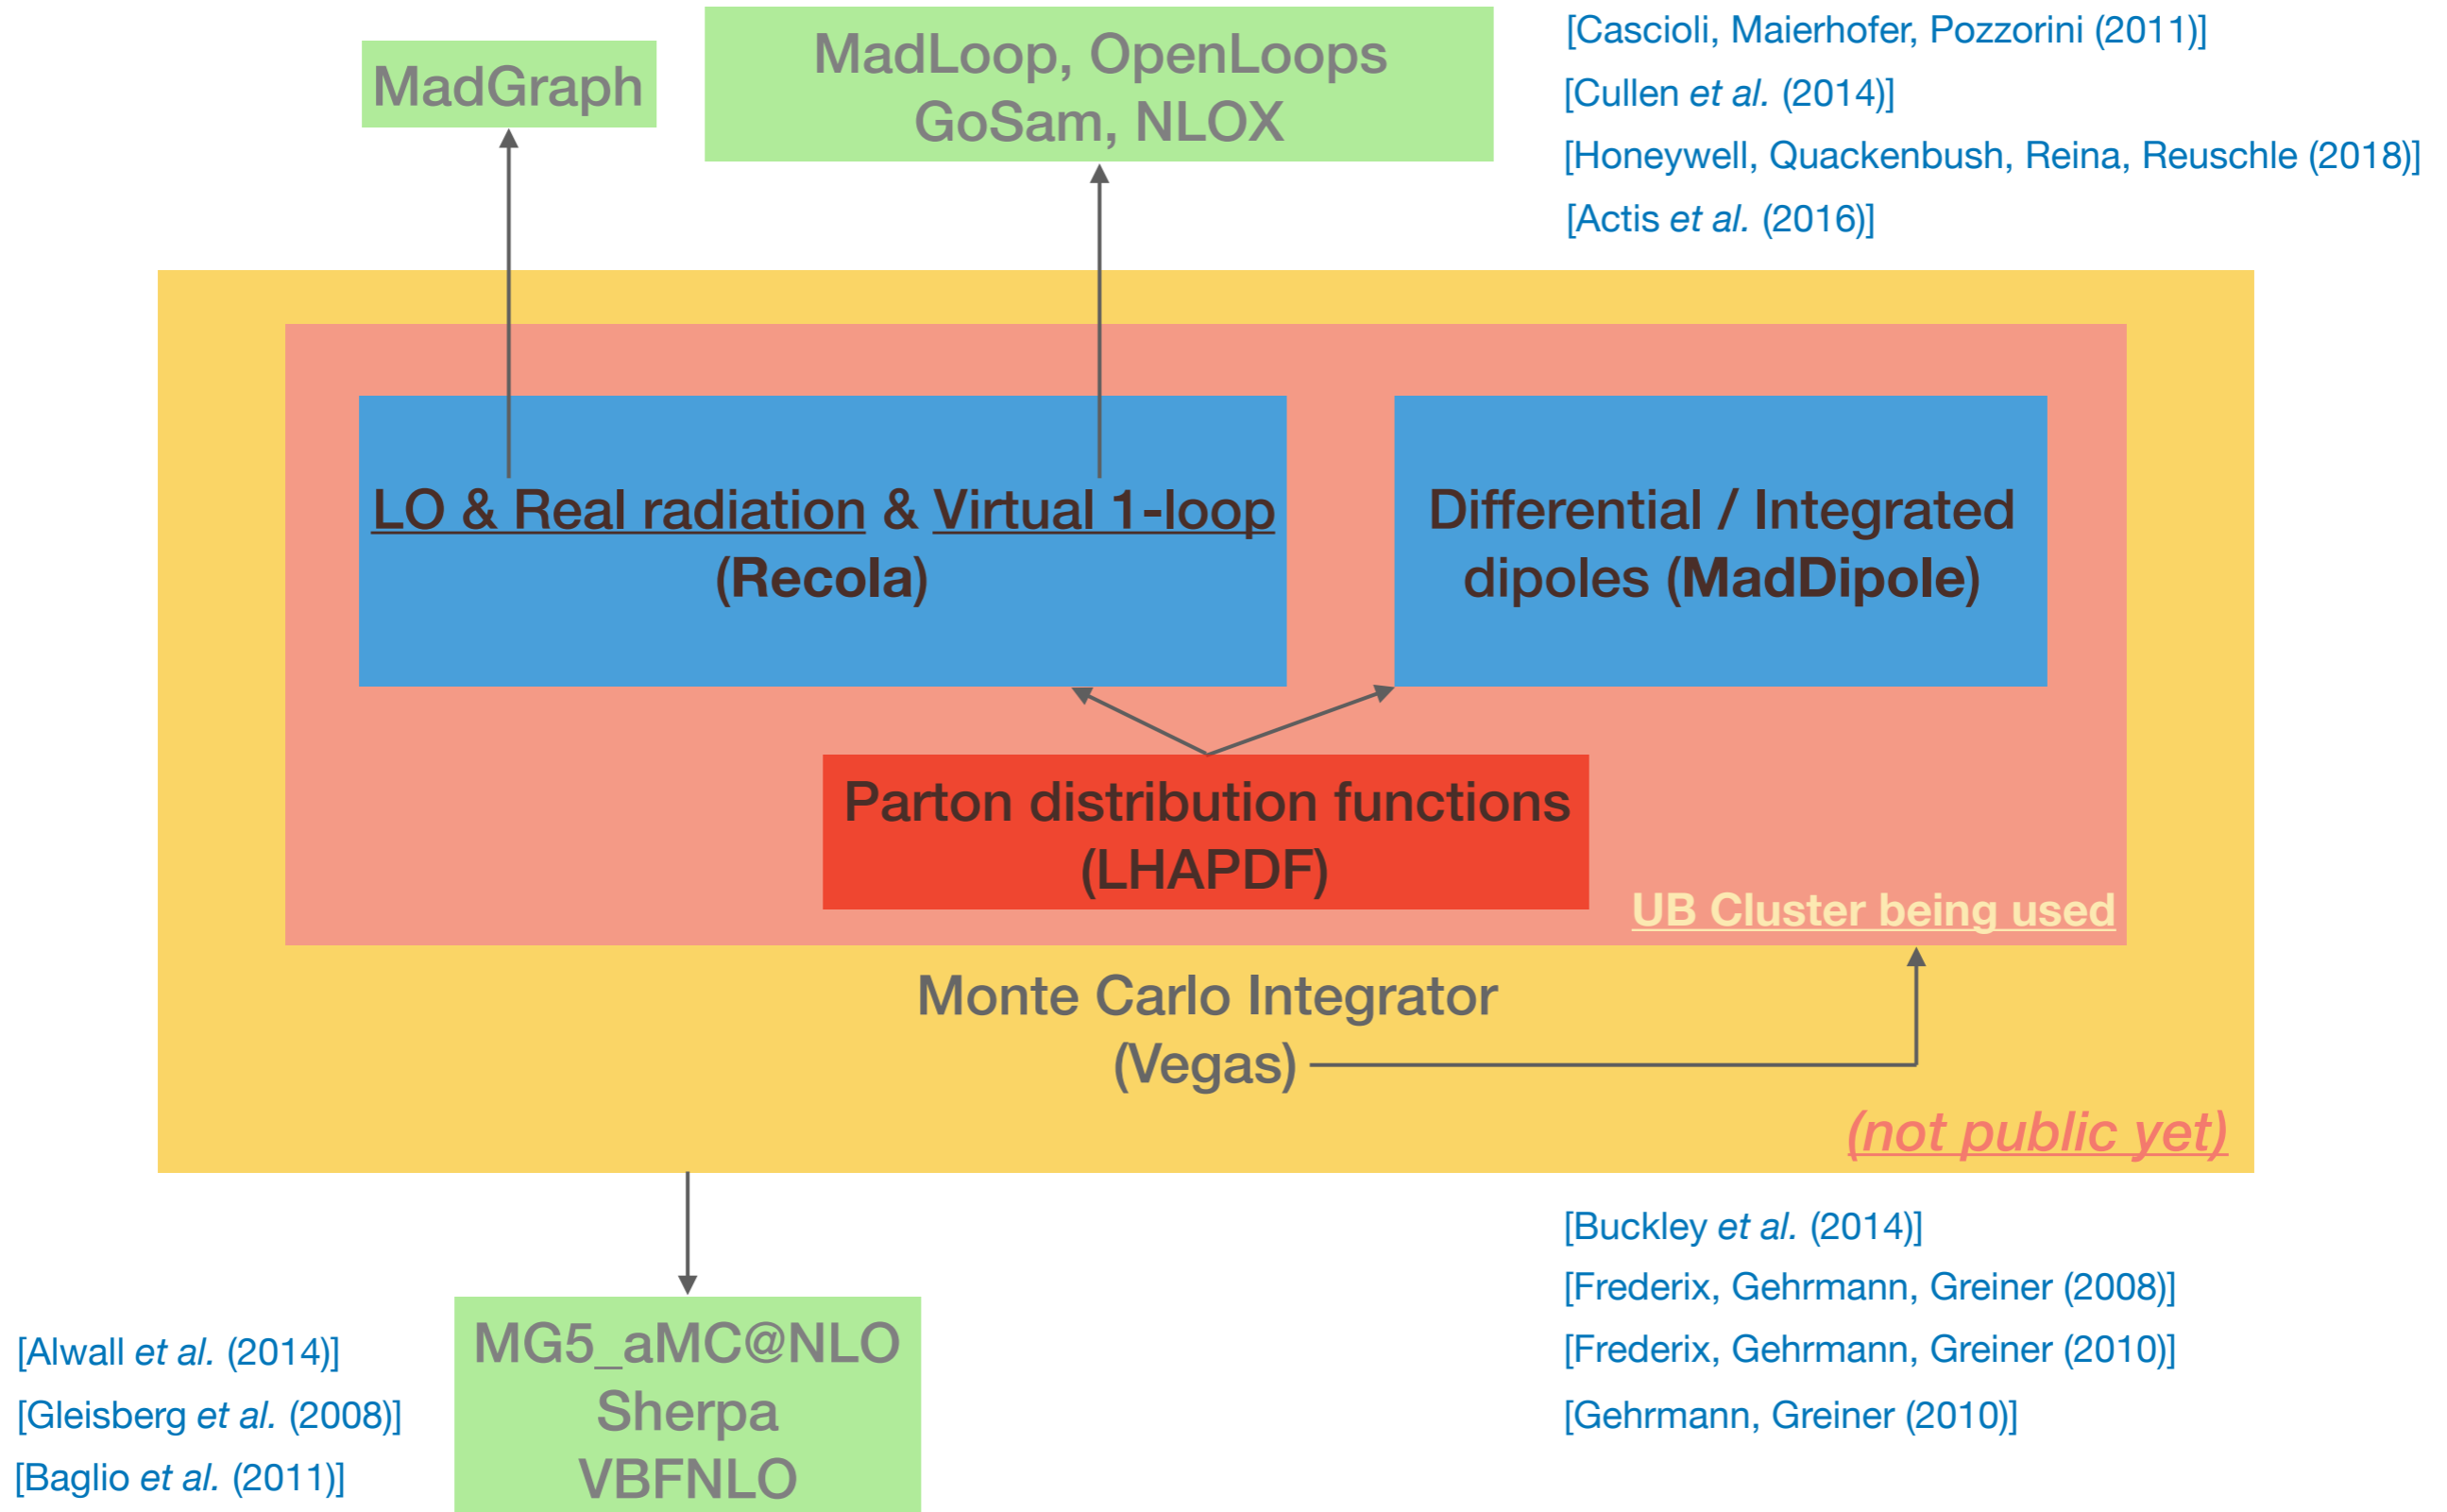 MadGraph
MadLoop, OpenLoops
GoSam, NLOX
[Cascioli, Maierhofer, Pozzorini (2011)]
[Cullen et al. (2014)]
[Honeywell, Quackenbush, Reina, Reuschle (2018)]
[Actis et al. (2016)]
LO & Real radiation & Virtual 1-loop
(Recola)
Differential / Integrated
dipoles (MadDipole)
Parton distribution functions
(LHAPDF)
UB Cluster being used
Monte Carlo Integrator
(Vegas)
(not public yet)
[Buckley et al. (2014)]
[Frederix, Gehrmann, Greiner (2008)]
[Frederix, Gehrmann, Greiner (2010)]
[Gehrmann, Greiner (2010)]
MG5_aMC@NLO
Sherpa
VBFNLO
[Alwall et al. (2014)]
[Gleisberg et al. (2008)]
[Baglio et al. (2011)]